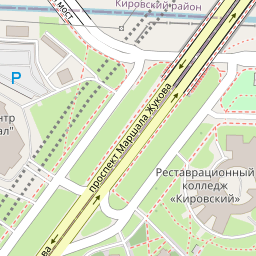 Кировский район
мост
P
проспект Маршала Жукова
Реставрационный
колледж
«Кировский»